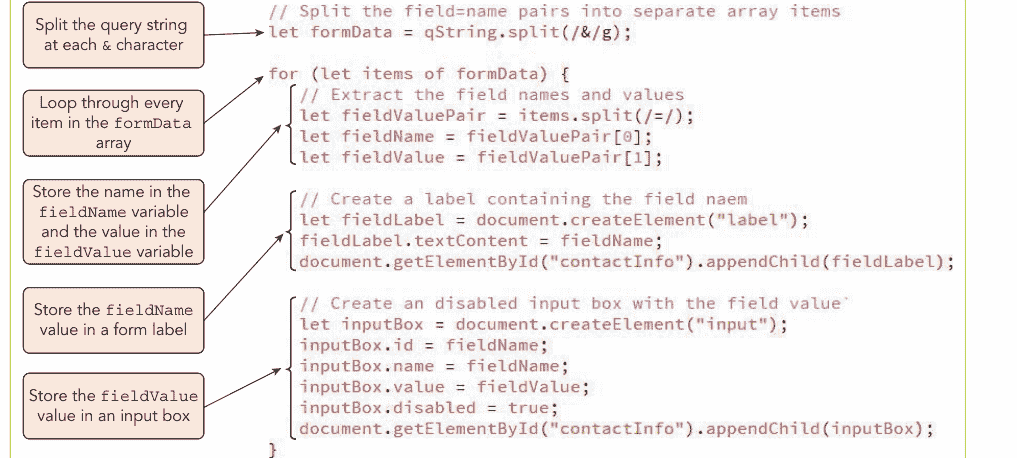 Split the query string
at each & character
Loop through every
item in the formData
array
Store the name in the
fieldName variable
and the value in the
fieldValue variable
Store the fieldName
value in a form label
Store the fieldValue
value in an input box
// Split the field=name pairs into separate array items
let formData = qString.split(/&/g);
for (let items of formData) {
// Extract the field names and values
let fieldValuePair = items.split(/=/);
let fieldName = fieldValuePair[0];
let fieldValue = fieldValuePair[1];
// Create a label containing the field naem
let fieldLabel = document.createElement("label");
fieldLabel.textContent = fieldName;
document.getElementById("contactInfo").appendChild(fieldLabel);
// Create an disabled input box with the field value`
let inputBox = document.createElement("input");
inputBox.id = fieldName;
inputBox.name = fieldName;
inputBox.value = fieldValue;
inputBox.disabled = true;
document.getElementById("contactInfo").appendChild(inputBox);
}